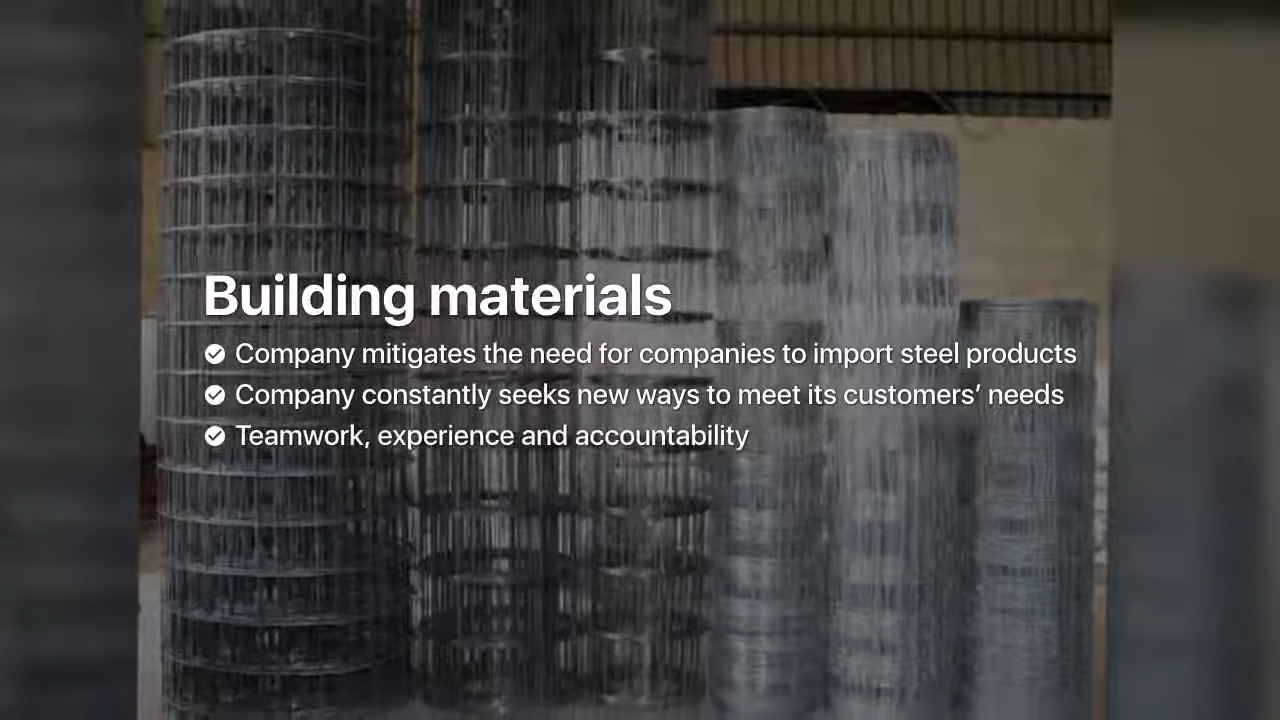 Building materials
Company mitigates the need for companies to import steel products
Company constantly seeks new ways to meet its customers’ needs
Teamwork, experience and accountability